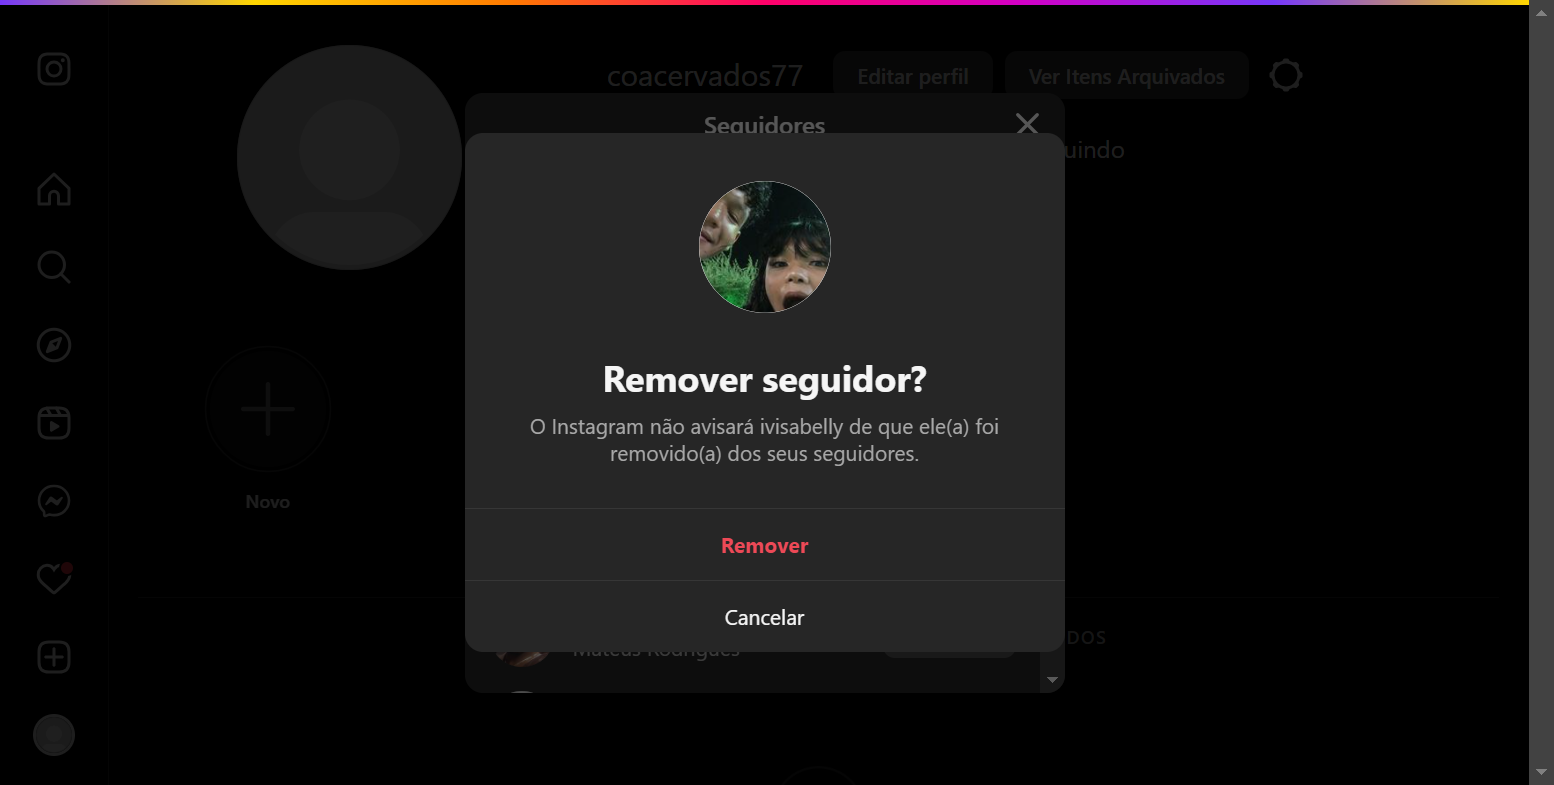 coacervados77
Editar perfil
Ver Itens Arquivados
Seguidores
uindo
Remover seguidor?
O Instagram não avisará ivisabelly de que ele(a) foi
removido(a) dos seus seguidores.
Novo
Remover
Cancelar
DOS
Mateus Rodrigues